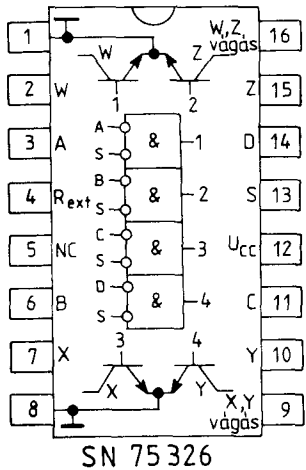 1
W
Z
W,Z,
vágás
16
1
2
2
W
Z
15
A
1
3
A
S
&
D
14
B
2
4
Rext
S
&
S
13
C
3
5
NC
S
&
UCC
12
D
4
6
B
S
&
C
11
3
4
7
X
Y
10
X
Y
X,Y
8
vágás
9
SN 75326